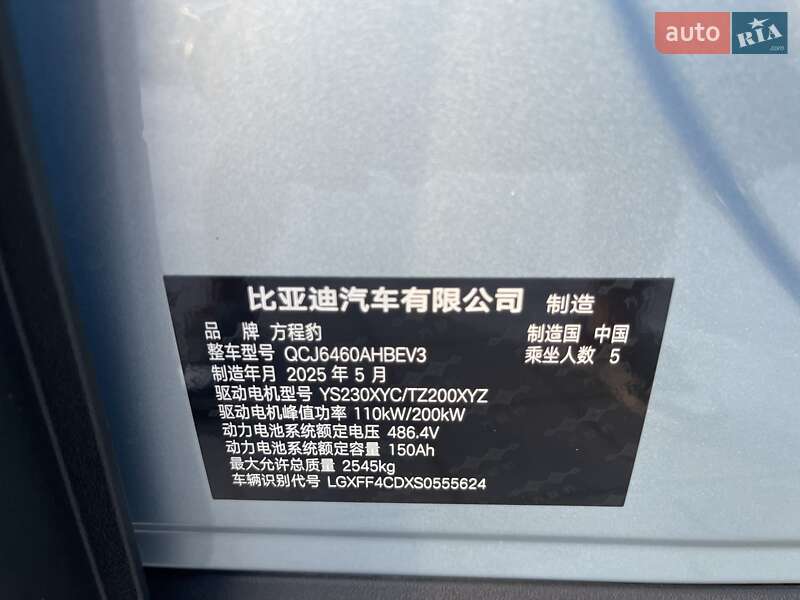 auto RIA .com
比亚迪汽车有限公司 制造
品 牌 方程豹 制造国 中国
整车型号 QCJ6460AHBEV3 乘坐人数 5
制造年月 2025 年 5 月
驱动电机型号 YS230XYC/TZ200XYZ
驱动电机峰值功率 110kW/200kW
动力电池系统额定电压 486.4V
动力电池系统额定容量 150Ah
最大允许总质量 2545kg
车辆识别代号 LGXFF4CDXS0555624